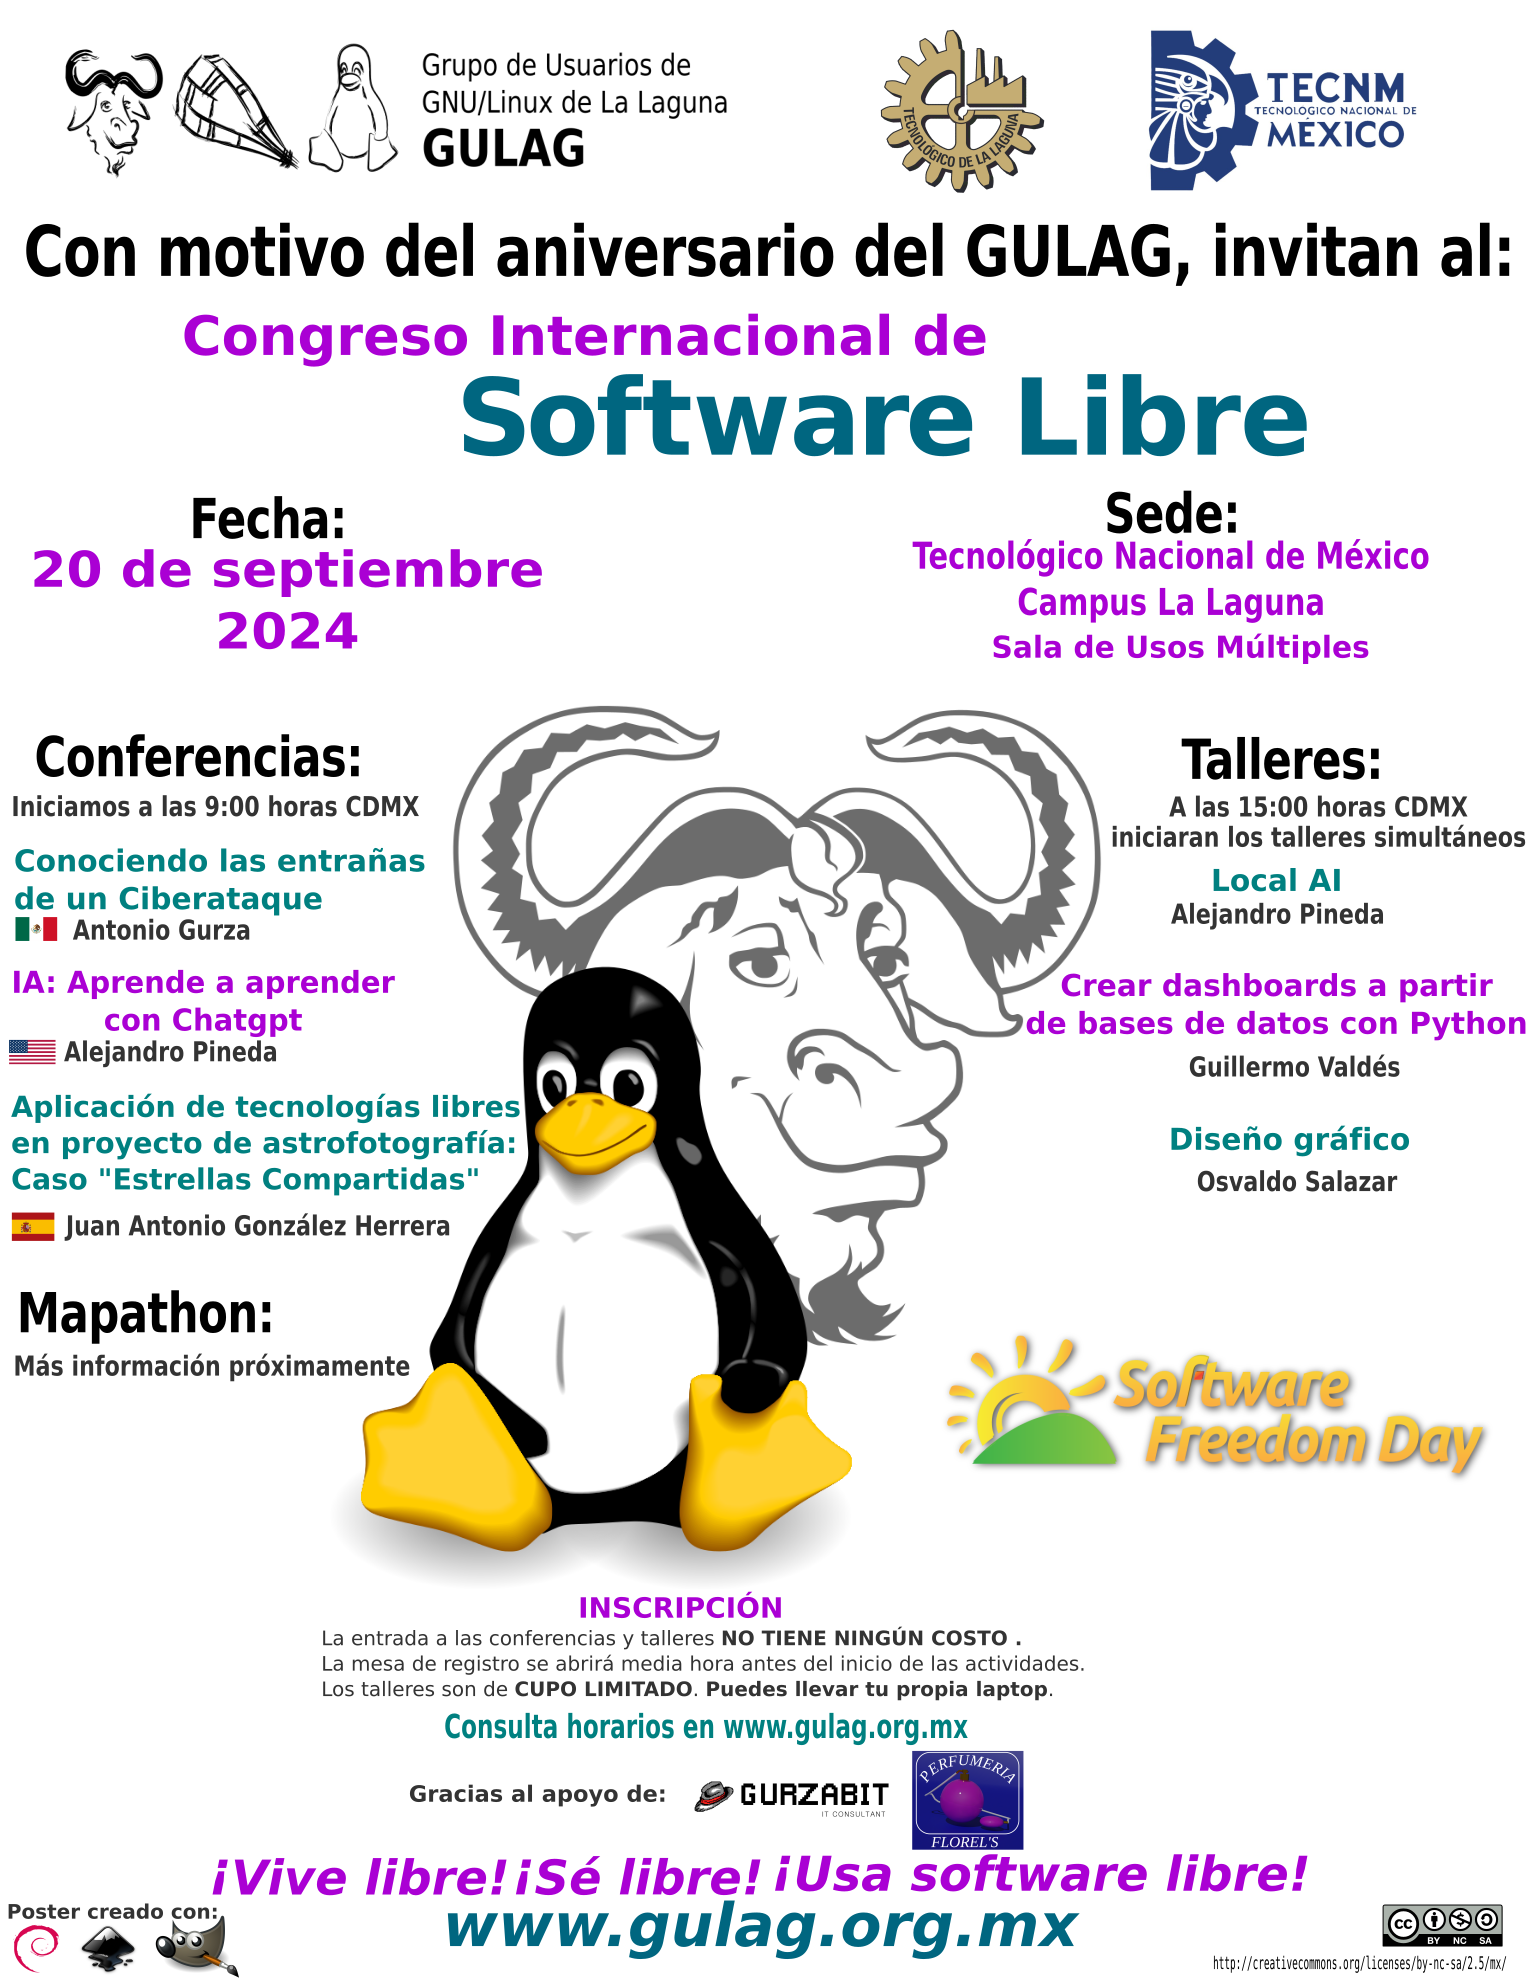 Grupo de Usuarios de
GNU/Linux de La Laguna
GULAG
TECNOLÓGICO DE LA LAGUNA
TECNM
TECNOLÓGICO NACIONAL DE
MÉXICO
Con motivo del aniversario del GULAG, invitan al:
Congreso Internacional de
Software Libre
Fecha:
20 de septiembre
2024
Sede:
Tecnológico Nacional de México
Campus La Laguna
Sala de Usos Múltiples
Conferencias:
Iniciamos a las 9:00 horas CDMX
Conociendo las entrañas
de un Ciberataque
Antonio Gurza
IA: Aprende a aprender
con Chatgpt
Alejandro Pineda
Aplicación de tecnologías libres
en proyecto de astrofotografía:
Caso "Estrellas Compartidas"
Juan Antonio González Herrera
Mapathon:
Más información próximamente
Talleres:
A las 15:00 horas CDMX
iniciaran los talleres simultáneos
Local AI
Alejandro Pineda
Crear dashboards a partir
de bases de datos con Python
Guillermo Valdés
Diseño gráfico
Osvaldo Salazar
Software
Freedom Day
INSCRIPCIÓN
La entrada a las conferencias y talleres NO TIENE NINGÚN COSTO .
La mesa de registro se abrirá media hora antes del inicio de las actividades.
Los talleres son de CUPO LIMITADO. Puedes llevar tu propia laptop.
Consulta horarios en www.gulag.org.mx
Gracias al apoyo de:
GURZABIT
IT CONSULTANT
PERFUMERIA
FLOREL'S
¡Vive libre! ¡Sé libre! ¡Usa software libre!
www.gulag.org.mx
Poster creado con:
cc
BY NC SA
http://creativecommons.org/licenses/by-nc-sa/2.5/mx/